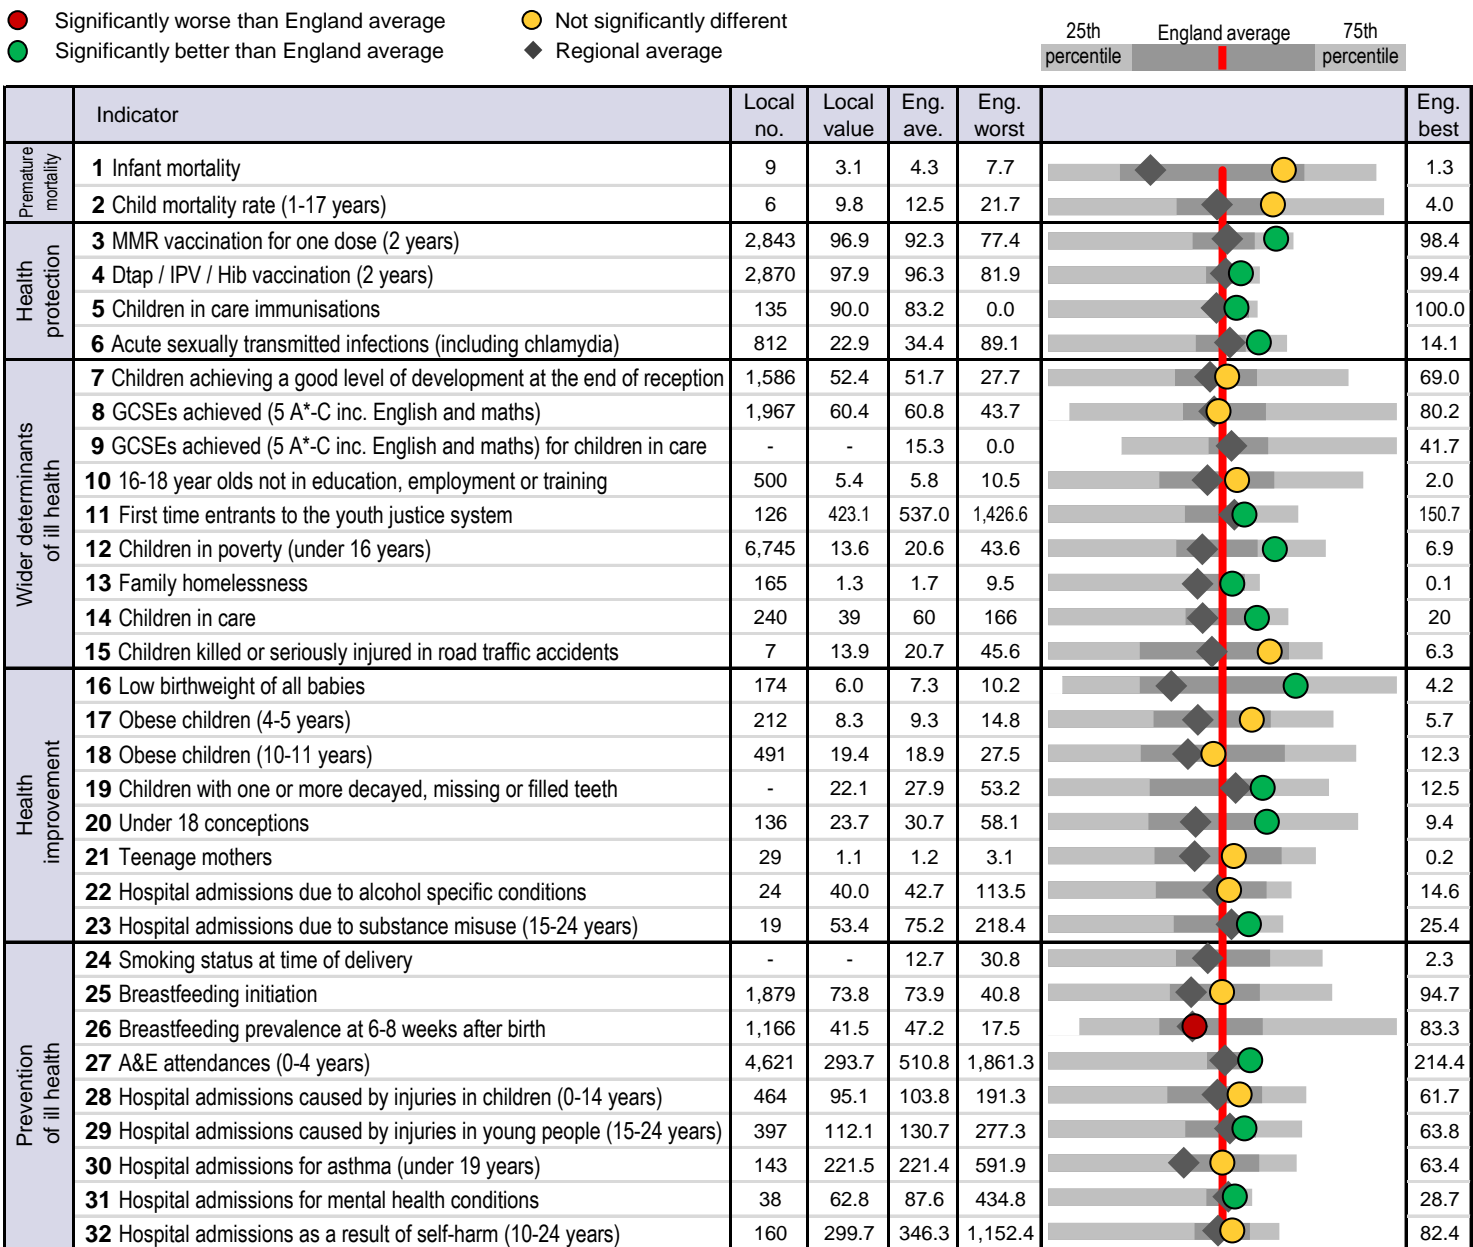 Significantly worse than England average
Not significantly different
Significantly better than England average
Regional average
25th percentile
England average
75th percentile
Indicator Local no. Local value Eng. ave. Eng. worst Eng. best
Premature mortality
1 Infant mortality 9 3.1 4.3 7.7 1.3
2 Child mortality rate (1-17 years) 6 9.8 12.5 21.7 4.0
Health protection
3 MMR vaccination for one dose (2 years) 2,843 96.9 92.3 77.4 98.4
4 Dtap / IPV / Hib vaccination (2 years) 2,870 97.9 96.3 81.9 99.4
5 Children in care immunisations 135 90.0 83.2 0.0 100.0
6 Acute sexually transmitted infections (including chlamydia) 812 22.9 34.4 89.1 14.1
Wider determinants of ill health
7 Children achieving a good level of development at the end of reception 1,586 52.4 51.7 27.7 69.0
8 GCSEs achieved (5 A*-C inc. English and maths) 1,967 60.4 60.8 43.7 80.2
9 GCSEs achieved (5 A*-C inc. English and maths) for children in care - - 15.3 0.0 41.7
10 16-18 year olds not in education, employment or training 500 5.4 5.8 10.5 2.0
11 First time entrants to the youth justice system 126 423.1 537.0 1,426.6 150.7
12 Children in poverty (under 16 years) 6,745 13.6 20.6 43.6 6.9
13 Family homelessness 165 1.3 1.7 9.5 0.1
14 Children in care 240 39 60 166 20
15 Children killed or seriously injured in road traffic accidents 7 13.9 20.7 45.6 6.3
Health improvement
16 Low birthweight of all babies 174 6.0 7.3 10.2 4.2
17 Obese children (4-5 years) 212 8.3 9.3 14.8 5.7
18 Obese children (10-11 years) 491 19.4 18.9 27.5 12.3
19 Children with one or more decayed, missing or filled teeth - 22.1 27.9 53.2 12.5
20 Under 18 conceptions 136 23.7 30.7 58.1 9.4
21 Teenage mothers 29 1.1 1.2 3.1 0.2
22 Hospital admissions due to alcohol specific conditions 24 40.0 42.7 113.5 14.6
23 Hospital admissions due to substance misuse (15-24 years) 19 53.4 75.2 218.4 25.4
Prevention of ill health
24 Smoking status at time of delivery - - 12.7 30.8 2.3
25 Breastfeeding initiation 1,879 73.8 73.9 40.8 94.7
26 Breastfeeding prevalence at 6-8 weeks after birth 1,166 41.5 47.2 17.5 83.3
27 A&E attendances (0-4 years) 4,621 293.7 510.8 1,861.3 214.4
28 Hospital admissions caused by injuries in children (0-14 years) 464 95.1 103.8 191.3 61.7
29 Hospital admissions caused by injuries in young people (15-24 years) 397 112.1 130.7 277.3 63.8
30 Hospital admissions for asthma (under 19 years) 143 221.5 221.4 591.9 63.4
31 Hospital admissions for mental health conditions 38 62.8 87.6 434.8 28.7
32 Hospital admissions as a result of self-harm (10-24 years) 160 299.7 346.3 1,152.4 82.4